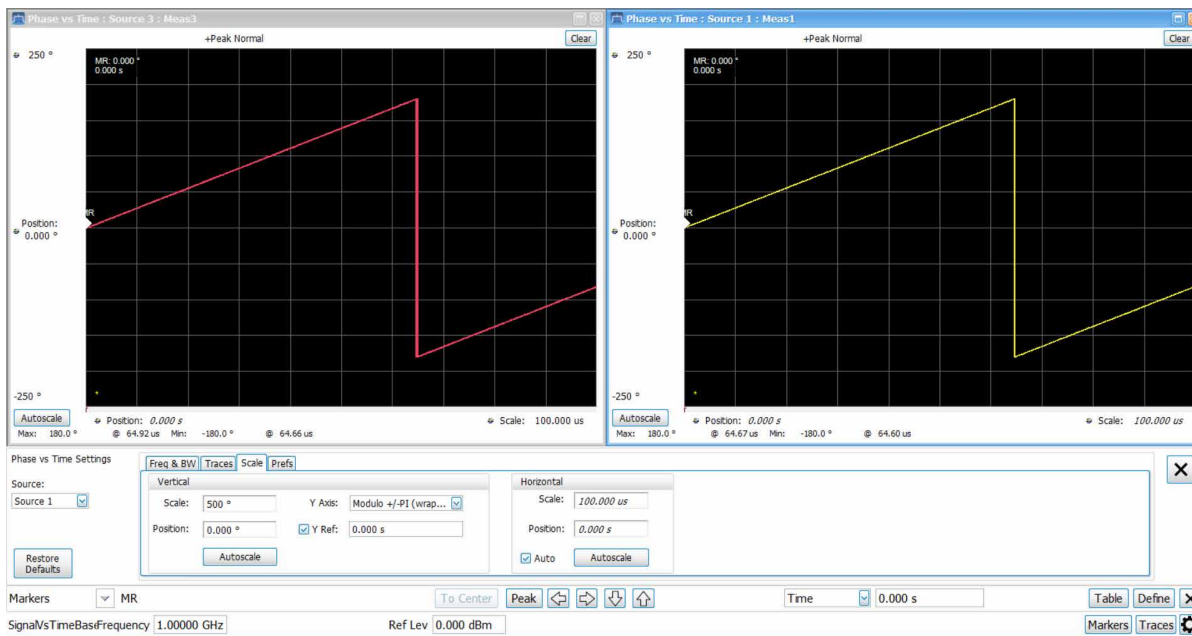 Phase vs Time : Source 3 : Meas3
+Peak Normal
Clear
250 °
MR: 0.000 °
0.000 s
MR
Position:
0.000 °
-250 °
Autoscale
Position: 0.000 s
Scale: 100.000 us
Max: 180.0 ° @ 64.92 us Min: -180.0 ° @ 64.66 us
Phase vs Time : Source 1 : Meas1
+Peak Normal
Clear
250 °
MR: 0.000 °
0.000 s
MR
Position:
0.000 °
-250 °
Autoscale
Position: 0.000 s
Scale: 100.000 us
Max: 180.0 ° @ 64.67 us Min: -180.0 ° @ 64.60 us
Phase vs Time Settings
Source:
Source 1
Restore
Defaults
Freq & BW Traces Scale Prefs
Vertical
Scale: 500 ° Y Axis: Modulo +/-PI (wrap...
Position: 0.000 ° Y Ref: 0.000 s
Autoscale
Horizontal
Scale: 100.000 us
Position: 0.000 s
Auto Autoscale
Markers MR To Center Peak Time 0.000 s Table Define
Frequency 1.00000 GHz Ref Lev 0.000 dBm Markers Traces